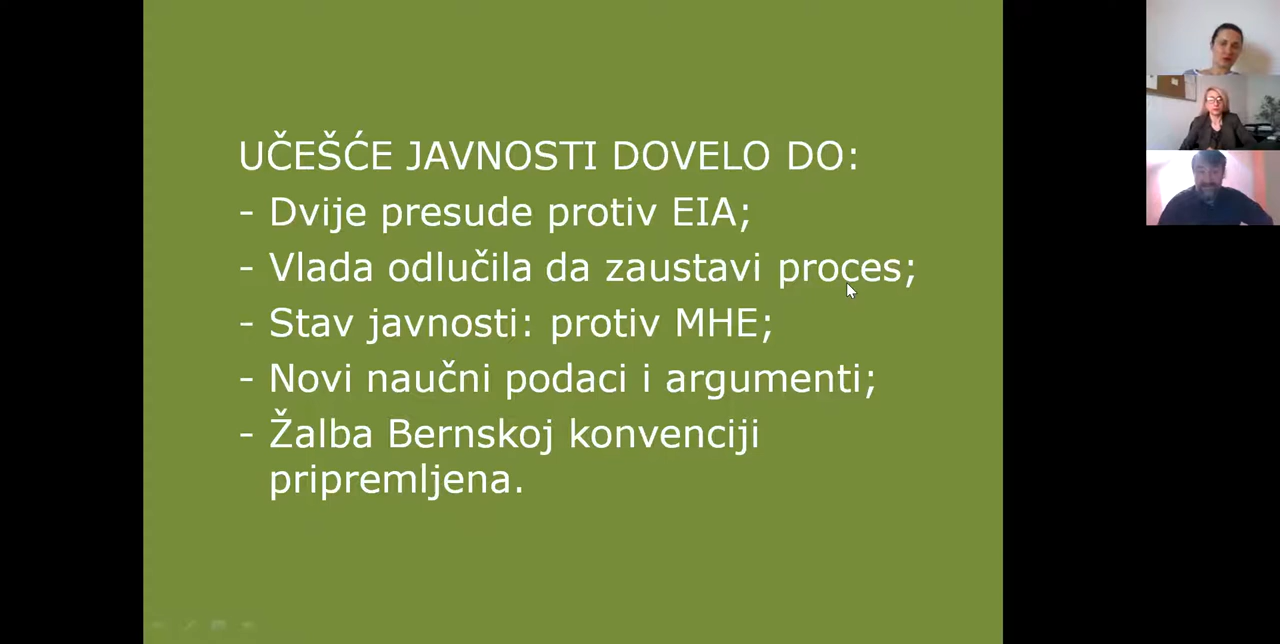 UČEŠĆE JAVNOSTI DOVELO DO:
- Dvije presude protiv EIA;
- Vlada odlučila da zaustavi proces;
- Stav javnosti: protiv MHE;
- Novi naučni podaci i argumenti;
- Žalba Bernskoj konvenciji
pripremljena.